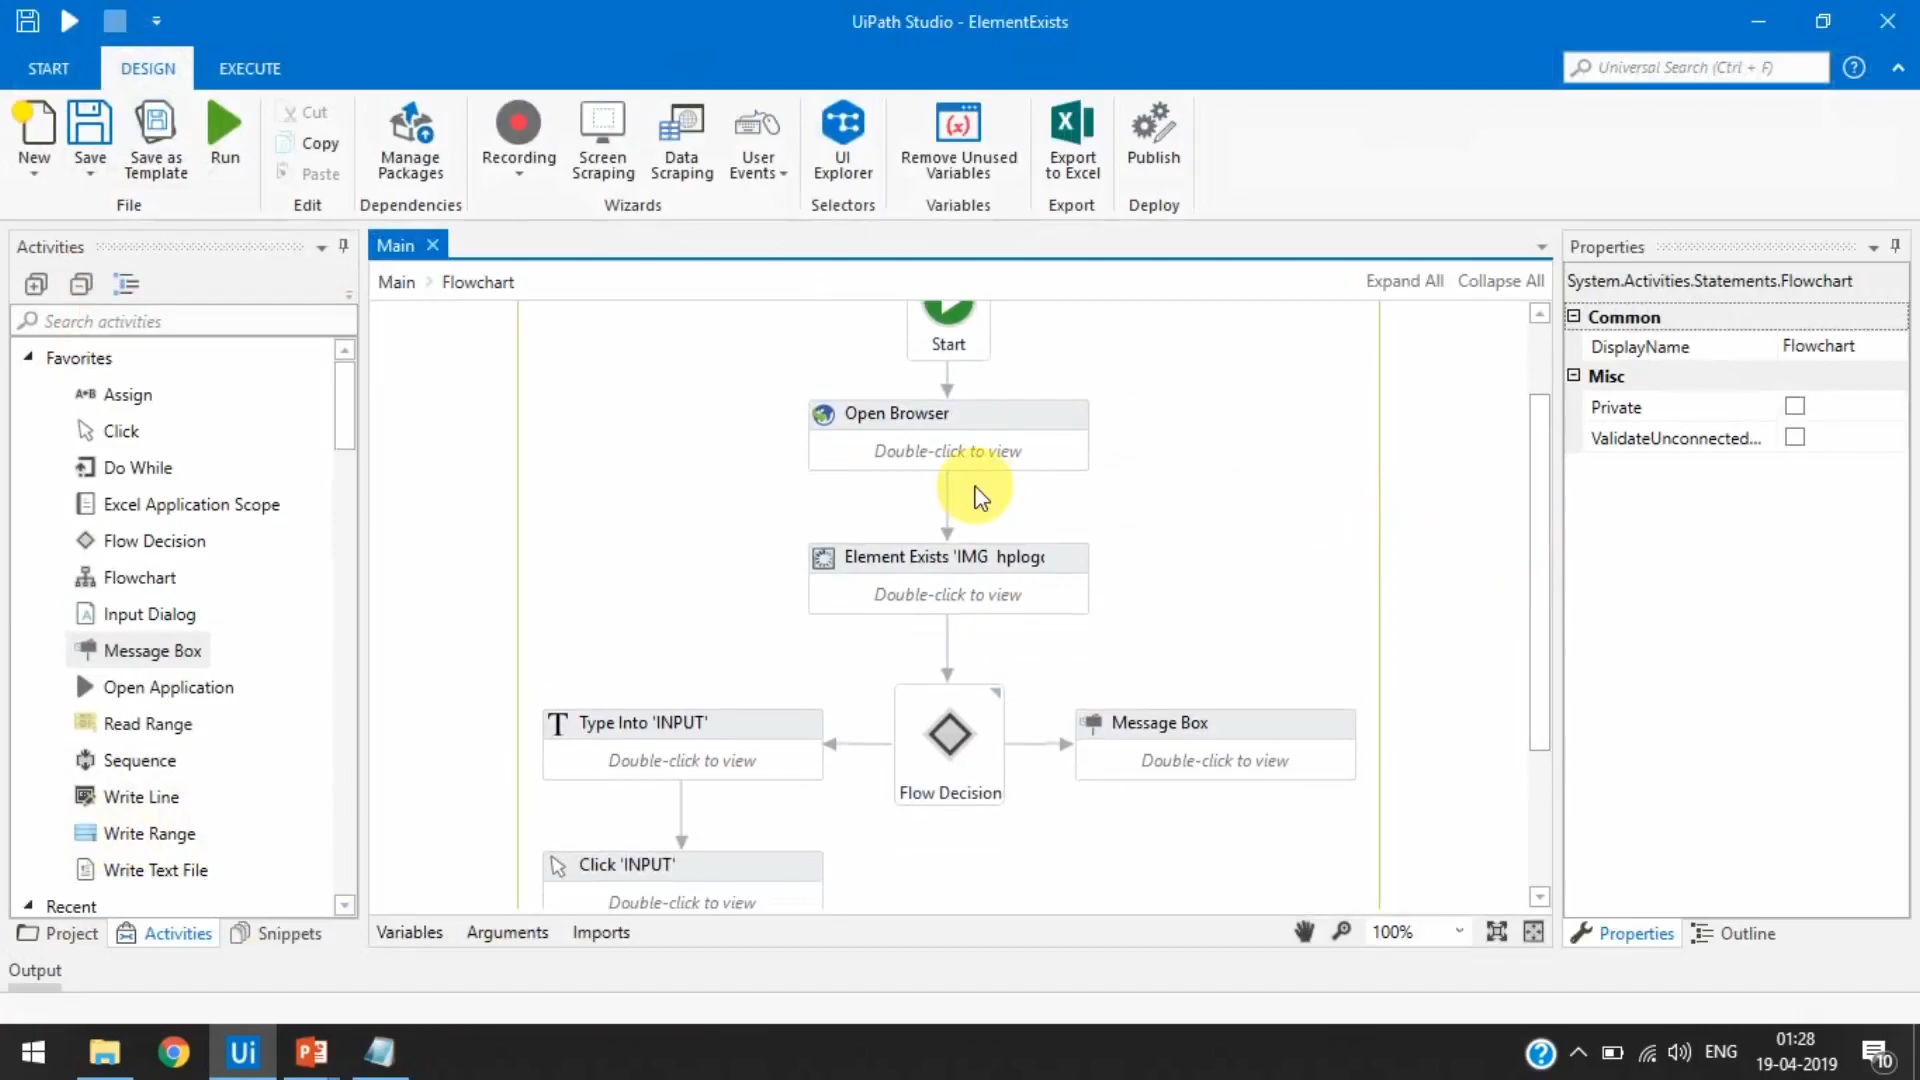 UiPath Studio - ElementExists
START
DESIGN
EXECUTE
Universal Search (Ctrl + F)
New
Save
Save as
Template
Run
File
Cut
Copy
Paste
Edit
Manage
Packages
Dependencies
Recording
Screen
Scraping
Data
Scraping
User
Events
Wizards
UI
Explorer
Selectors
Remove Unused
Variables
Variables
Export
to Excel
Export
Publish
Deploy
Activities
Search activities
Favorites
Assign
Click
Do While
Excel Application Scope
Flow Decision
Flowchart
Input Dialog
Message Box
Open Application
Read Range
Sequence
Write Line
Write Range
Write Text File
Recent
Project
Activities
Snippets
Main
Main
Flowchart
Expand All
Collapse All
Start
Open Browser
Double-click to view
Element Exists 'IMG hplogo
Double-click to view
Type Into 'INPUT'
Double-click to view
Flow Decision
Message Box
Double-click to view
Click 'INPUT'
Double-click to view
Variables
Arguments
Imports
100%
Properties
System.Activities.Statements.Flowchart
Common
DisplayName
Flowchart
Misc
Private
ValidateUnconnected...
Properties
Outline
Output
ENG
01:28
19-04-2019
10